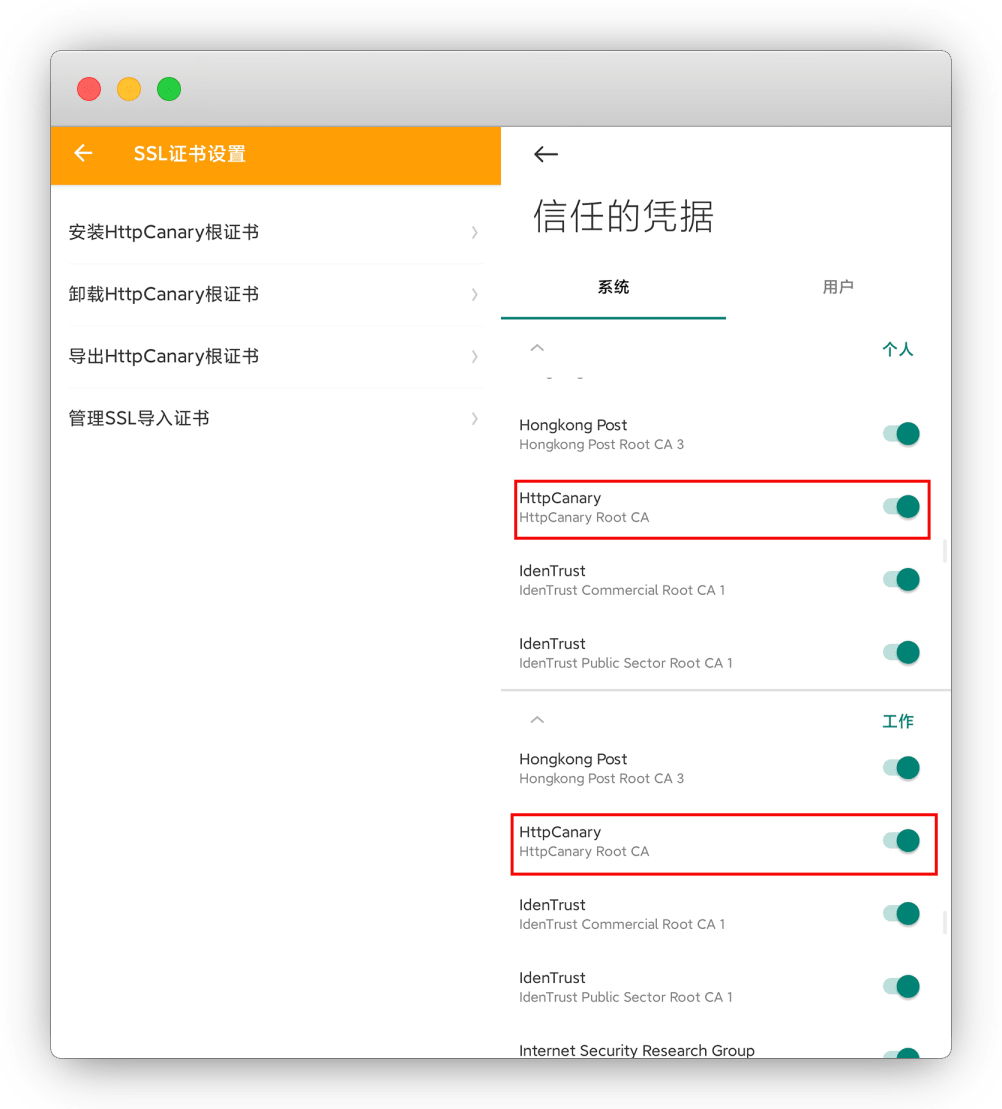 SSL证书设置
安装HttpCanary根证书
卸载HttpCanary根证书
导出HttpCanary根证书
管理SSL导入证书
信任的凭据
系统
用户
个人
Hongkong Post
Hongkong Post Root CA 3
HttpCanary
HttpCanary Root CA
IdenTrust
IdenTrust Commercial Root CA 1
IdenTrust
IdenTrust Public Sector Root CA 1
工作
Hongkong Post
Hongkong Post Root CA 3
HttpCanary
HttpCanary Root CA
IdenTrust
IdenTrust Commercial Root CA 1
IdenTrust
IdenTrust Public Sector Root CA 1
Internet Security Research Group